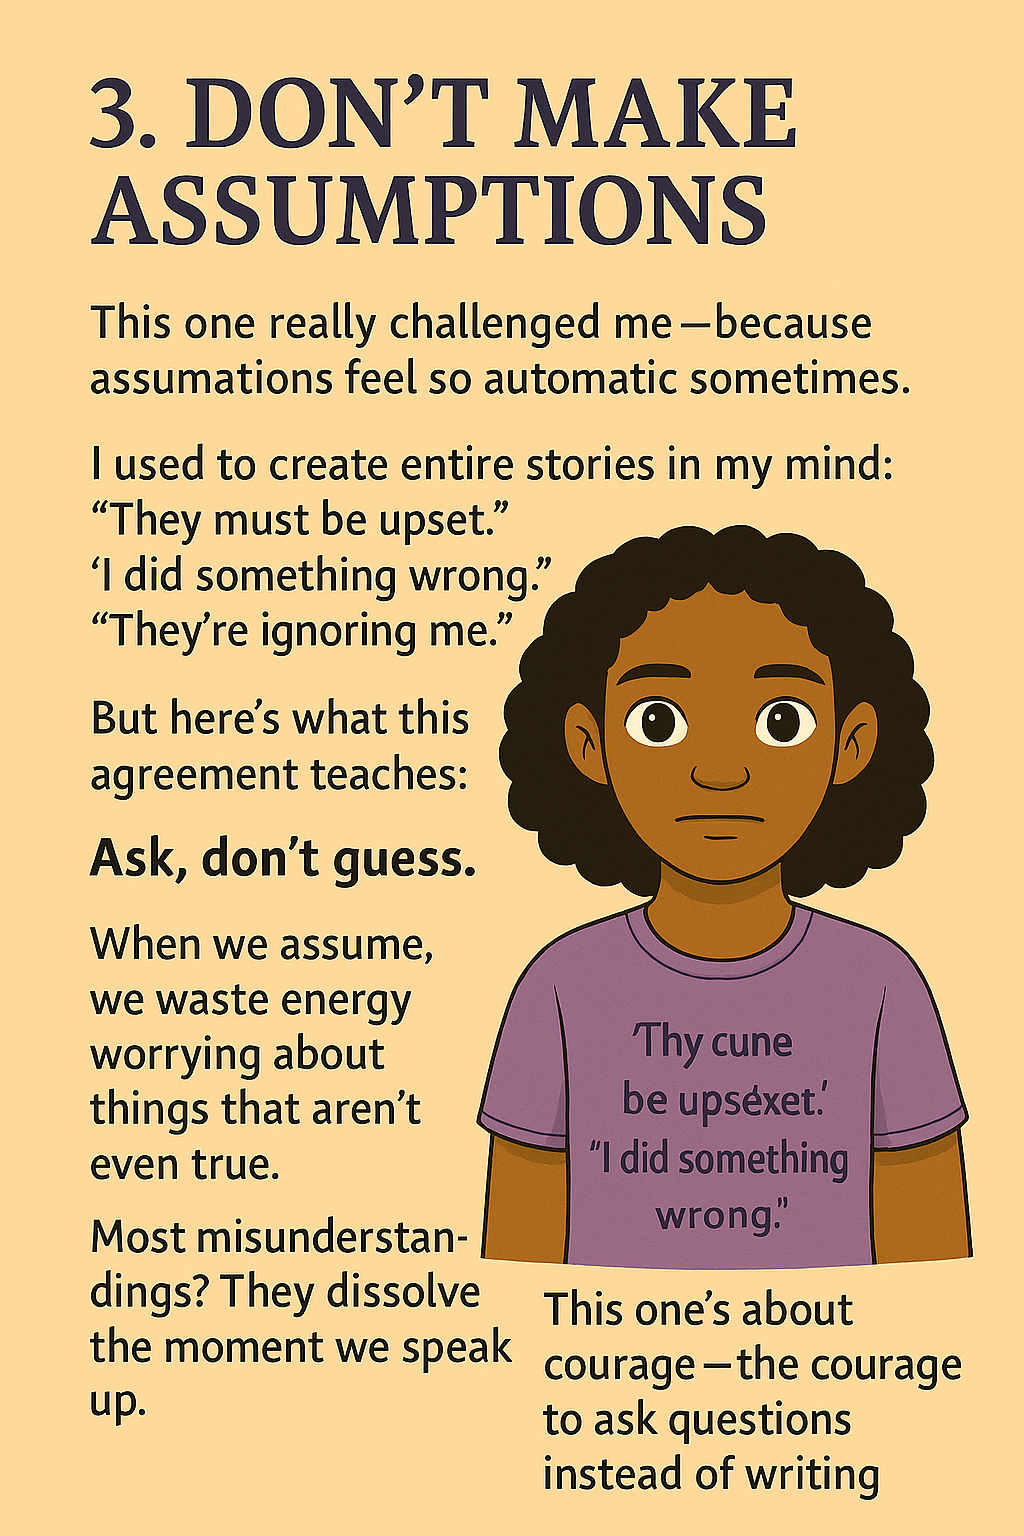 3. DON’T MAKE
ASSUMPTIONS
This one really challenged me—because
assumations feel so automatic sometimes.
I used to create entire stories in my mind:
“They must be upset.”
‘I did something wrong.”
“They’re ignoring me.”
But here’s what this
agreement teaches:
Ask, don’t guess.
When we assume,
we waste energy
worrying about
things that aren’t
even true.
Most misunderstan-
dings? They dissolve
the moment we speak
up.
‘Thy cune
be upsexet.’
“I did something
wrong.”
This one’s about
courage—the courage
to ask questions
instead of writing